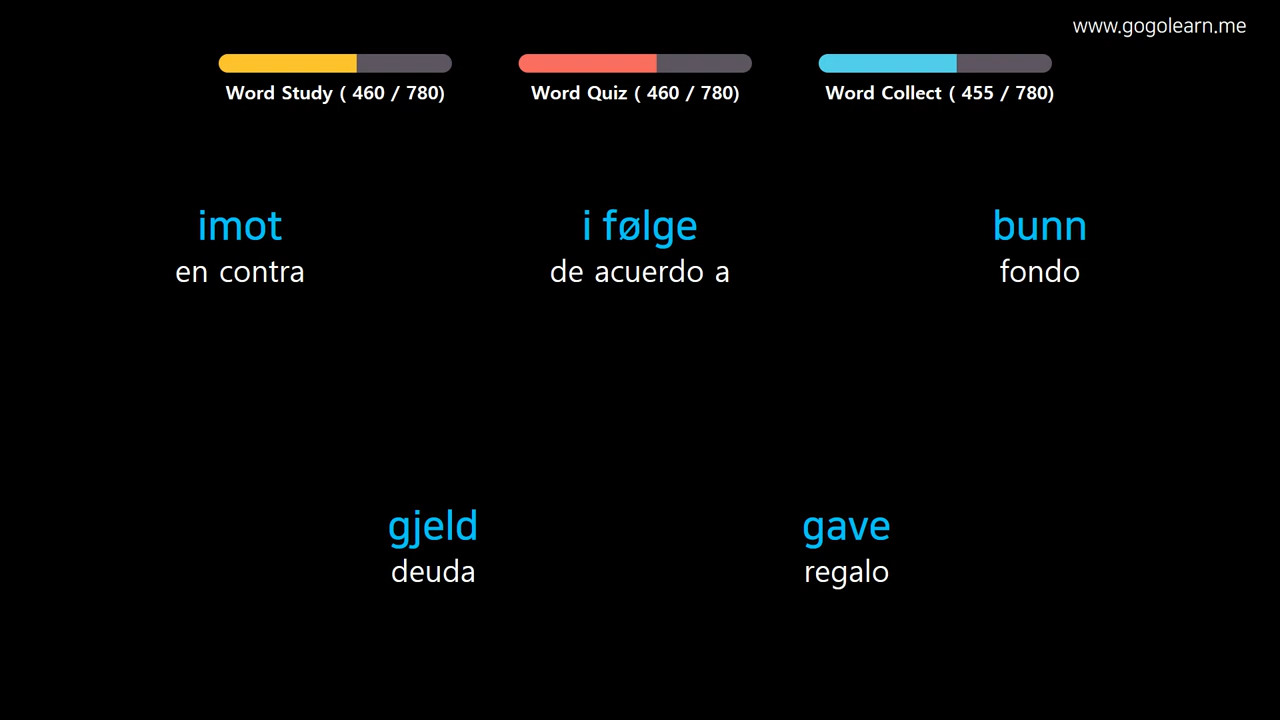 www.gogolearn.me
Word Study ( 460 / 780)
Word Quiz ( 460 / 780)
Word Collect ( 455 / 780)
imot
en contra
i følge
de acuerdo a
bunn
fondo
gjeld
deuda
gave
regalo